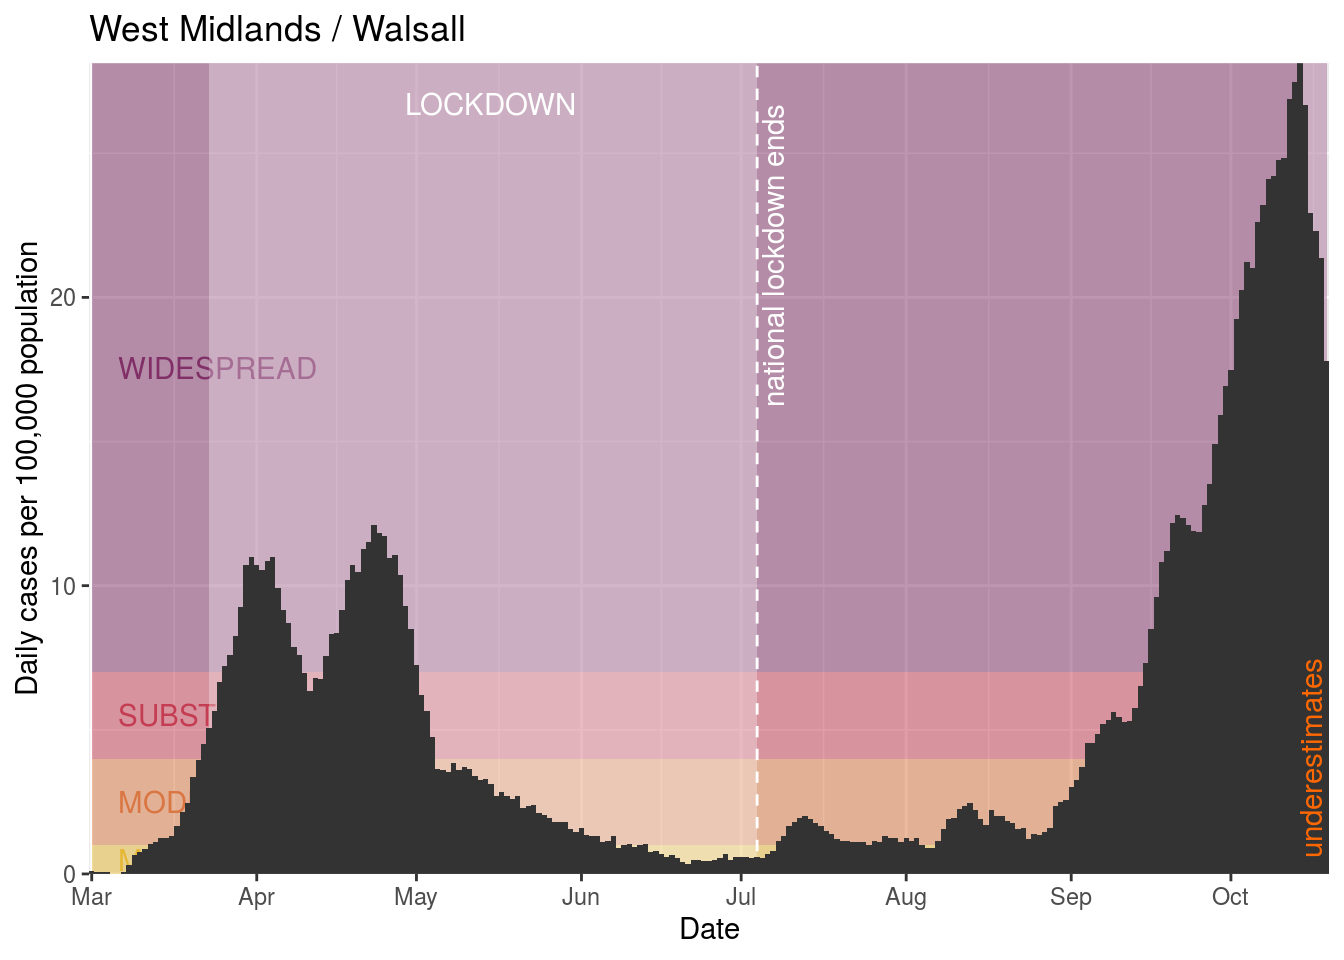 West Midlands / Walsall
LOCKDOWN
national lockdown ends
WIDESPREAD
SUBST
MOD
M
underestimates
Daily cases per 100,000 population
20
10
0
Mar Apr May Jun Jul Aug Sep Oct
Date